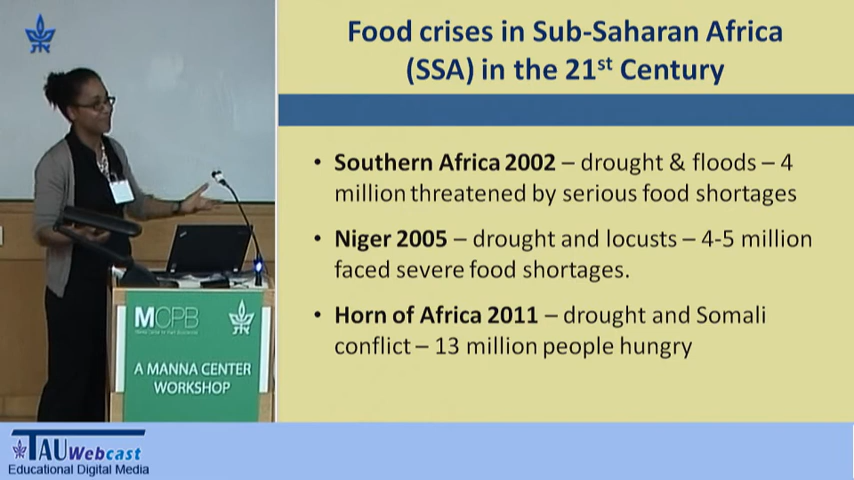 Food crises in Sub-Saharan Africa
(SSA) in the 21st Century
• Southern Africa 2002 – drought & floods – 4
million threatened by serious food shortages
• Niger 2005 – drought and locusts – 4-5 million
faced severe food shortages.
• Horn of Africa 2011 – drought and Somali
conflict – 13 million people hungry
MCPB
A MANNA CENTER
WORKSHOP
TAU Webcast
Educational Digital Media